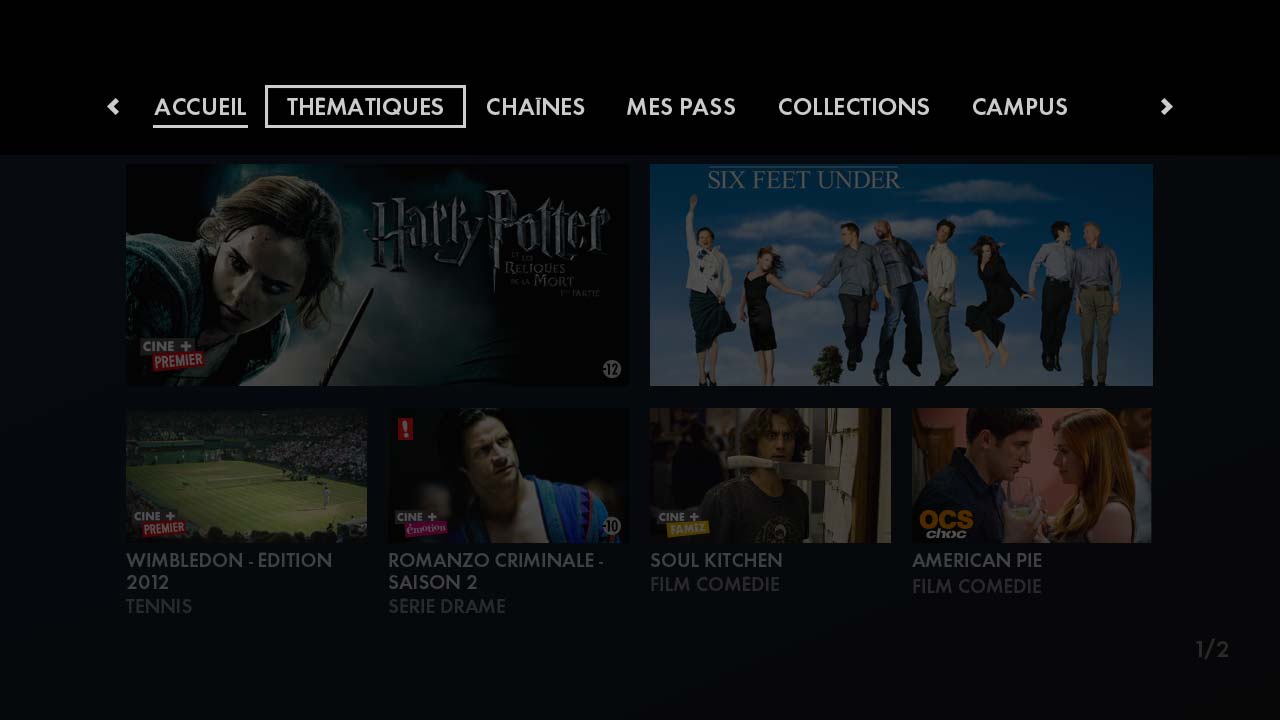 ACCUEIL THEMATIQUES CHAÎNES MES PASS COLLECTIONS CAMPUS
Harry Potter
ET LES
RELIQUES
DE LA MORT
1RE PARTIE
CINE +
PREMIER
-12
SIX FEET UNDER
CINE +
PREMIER
WIMBLEDON - EDITION
2012
TENNIS
!
CINE +
émotion
-10
ROMANZO CRIMINALE -
SAISON 2
SERIE DRAME
CINE +
FAMIZ
SOUL KITCHEN
FILM COMEDIE
OCS
choc
AMERICAN PIE
FILM COMEDIE
1/2